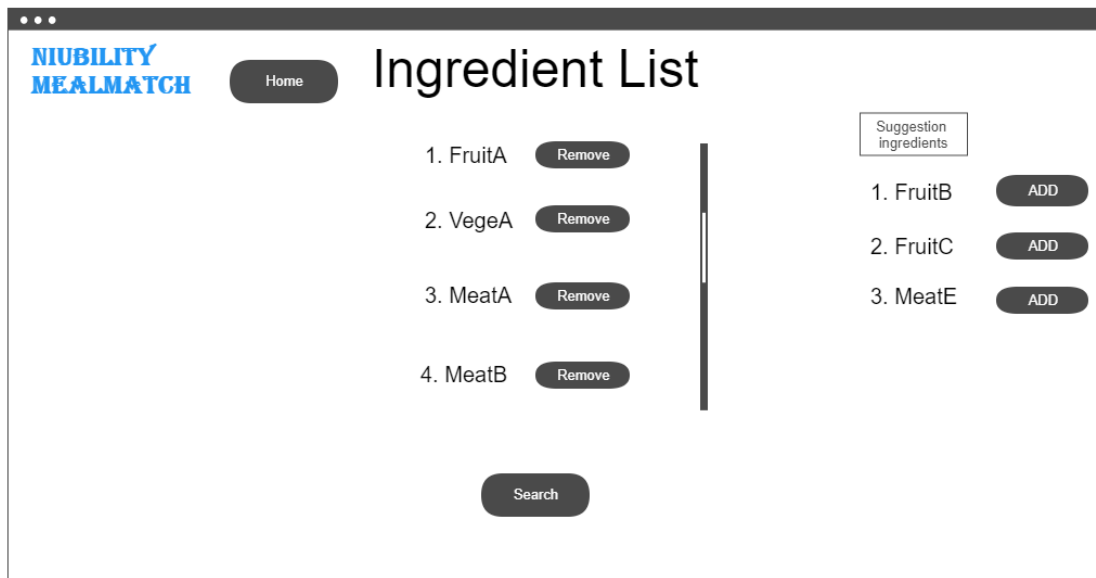 NIUBILITY
MEALMATCH
Home
Ingredient List
1. FruitA Remove
2. VegeA Remove
3. MeatA Remove
4. MeatB Remove
Search
Suggestion
ingredients
1. FruitB ADD
2. FruitC ADD
3. MeatE ADD